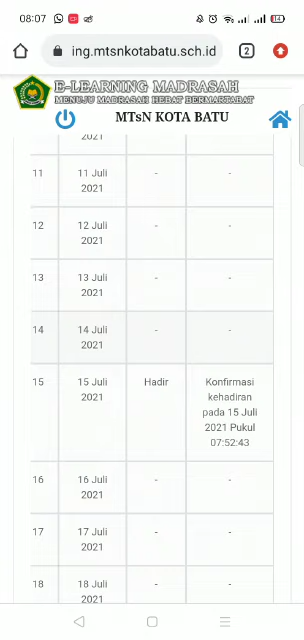 08:07
14
ing.mtsnkotabatu.sch.id
2
E-LEARNING MADRASAH
MENUJU MADRASAH HEBAT BERMARTABAT
MTsN KOTA BATU
2021
11 11 Juli - -
2021
12 12 Juli - -
2021
13 13 Juli - -
2021
14 14 Juli - -
2021
15 15 Juli Hadir Konfirmasi
2021 kehadiran
pada 15 Juli
2021 Pukul
07:52:43
16 16 Juli - -
2021
17 17 Juli - -
2021
18 18 Juli - -
2021